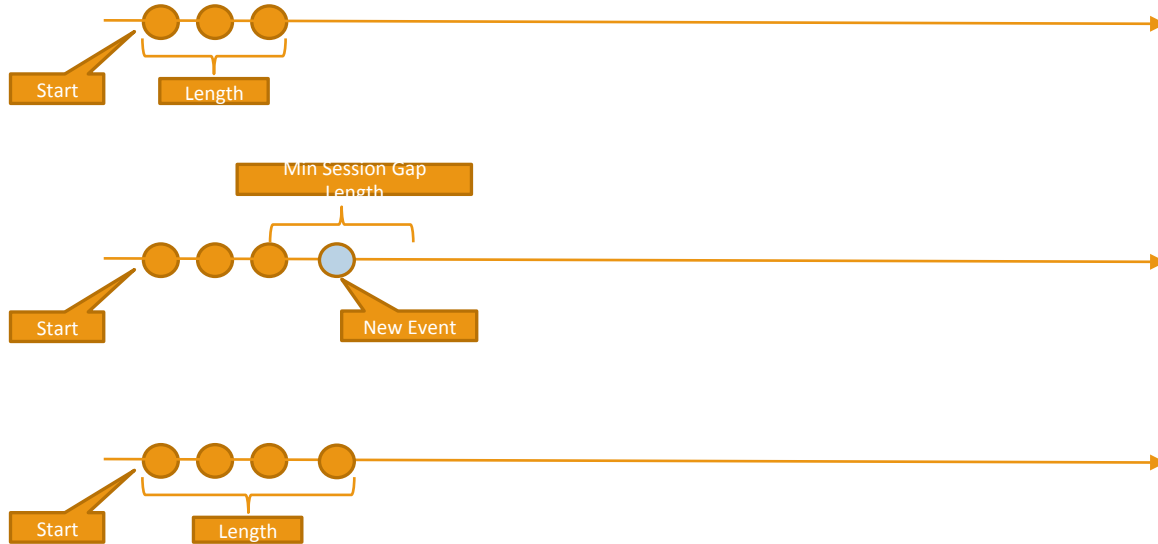 Start
Length
Min Session Gap
Length
Start
New Event
Start
Length